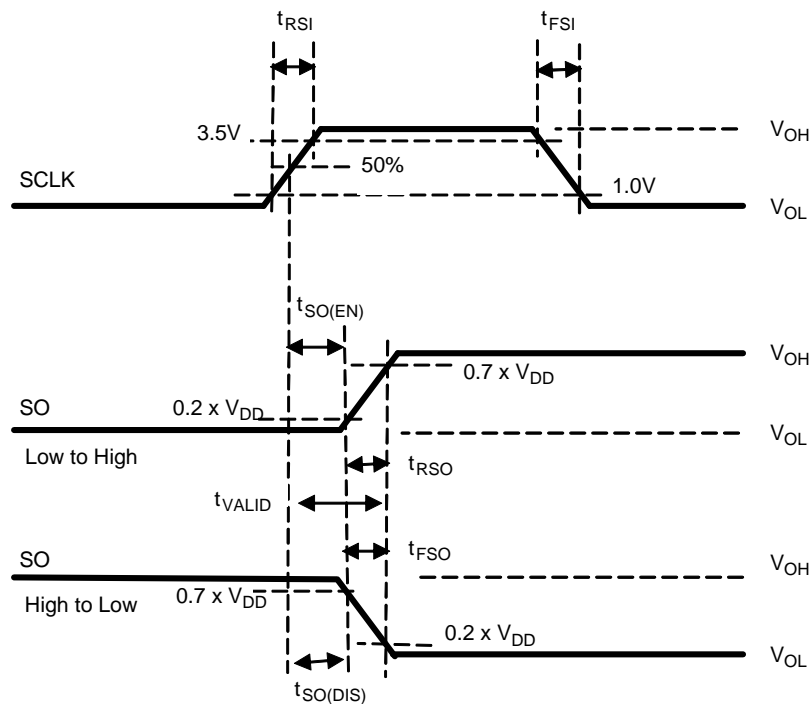 tRSI
tFSI
3.5V
VOH
50%
SCLK
1.0V
VOL
tSO(EN)
VOH
0.7 x VDD
SO
0.2 x VDD
VOL
Low to High
tRSO
tVALID
SO
tFSO
VOH
High to Low
0.7 x VDD
0.2 x VDD
VOL
tSO(DIS)